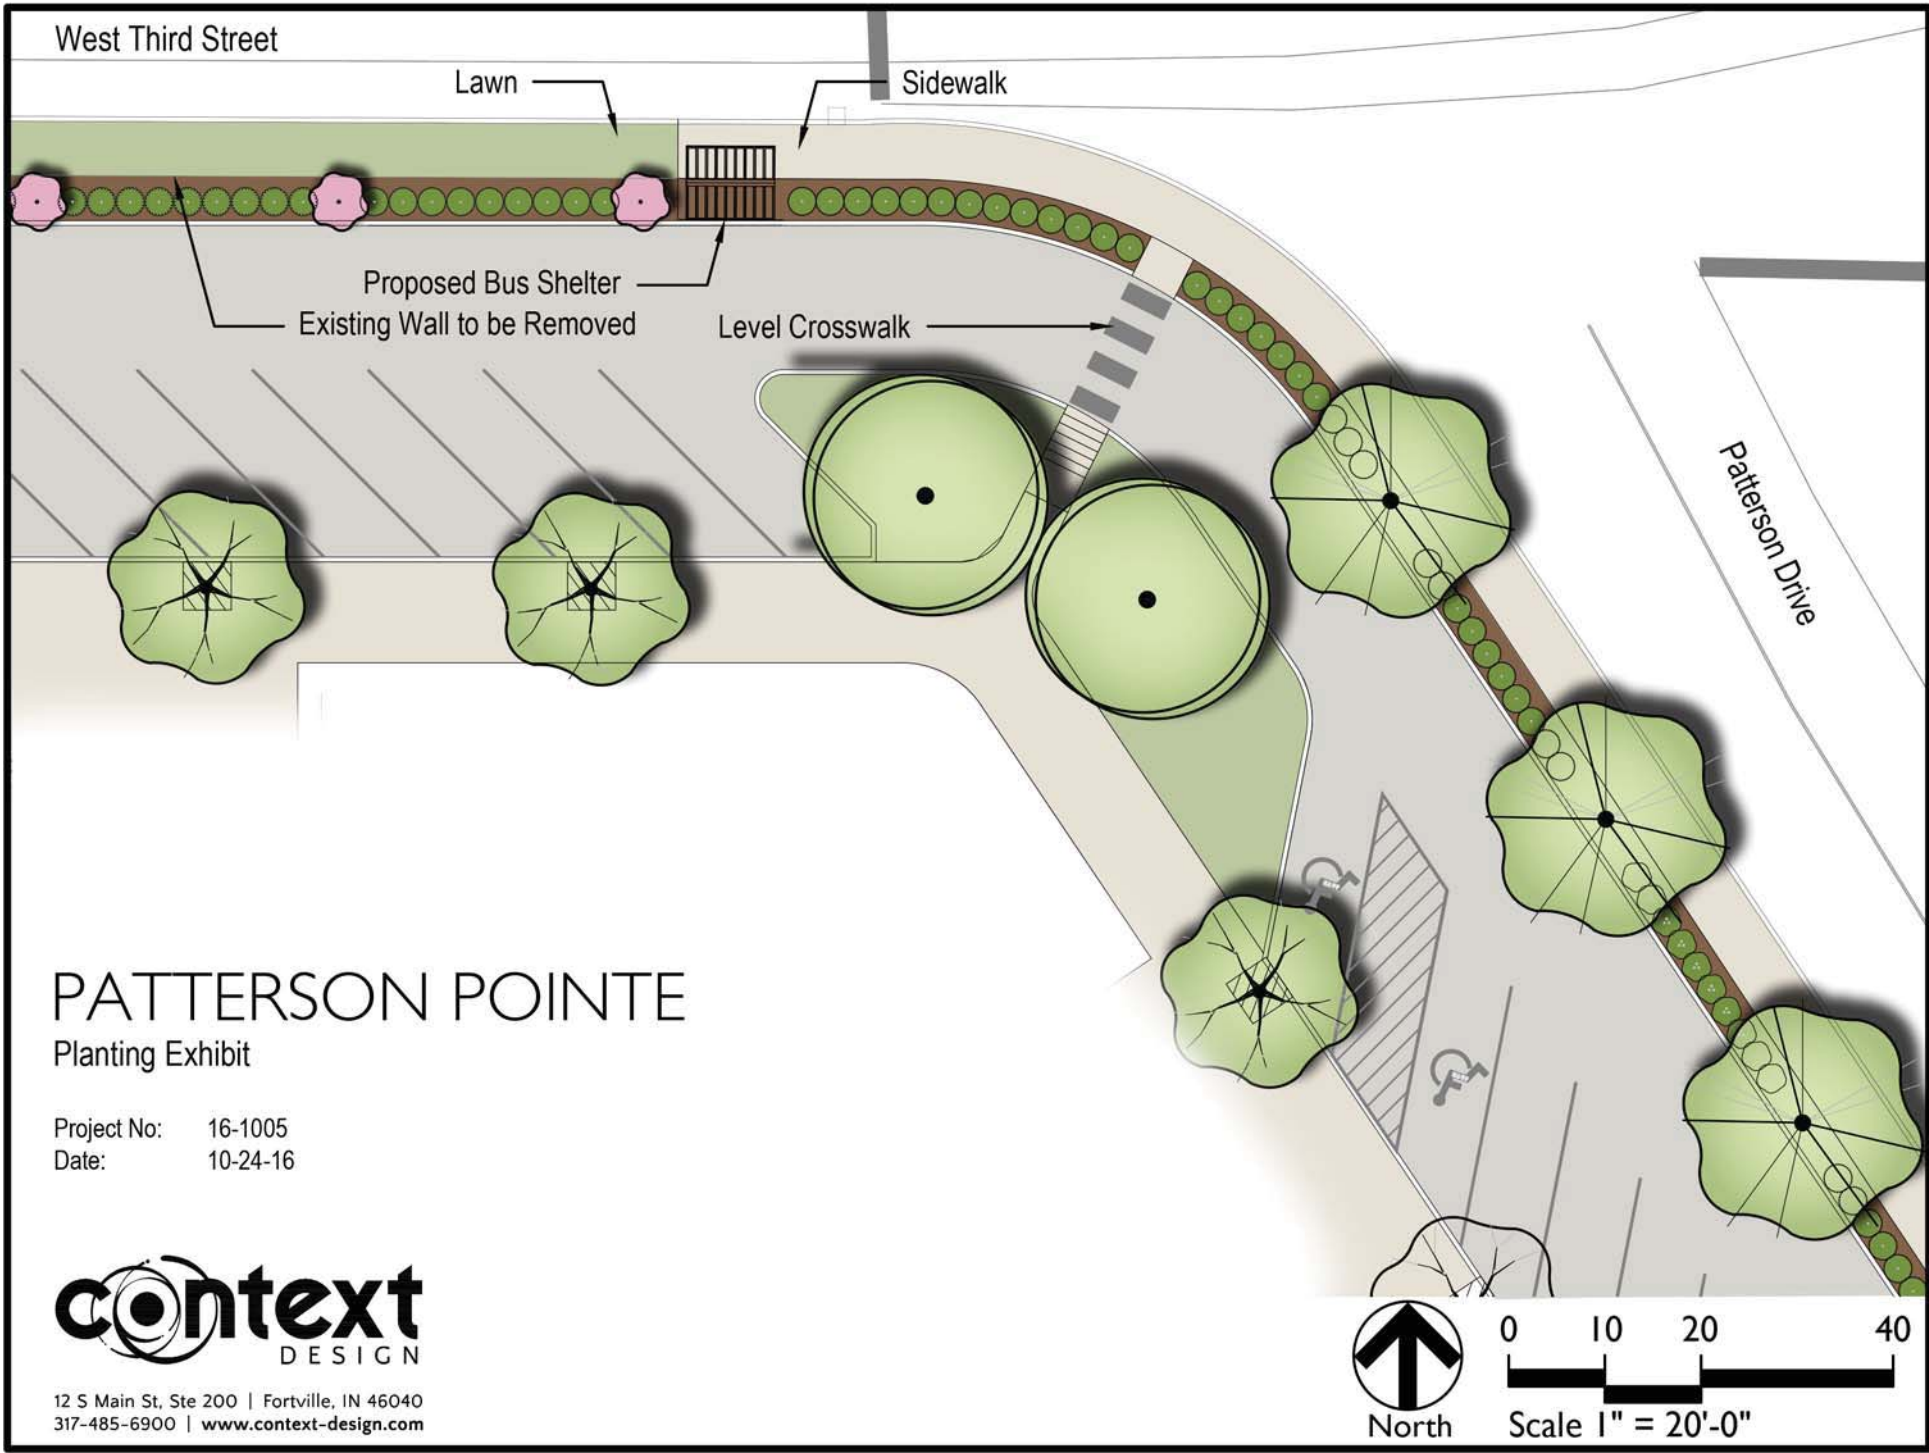 West Third Street
Lawn
Sidewalk
Proposed Bus Shelter
Existing Wall to be Removed
Level Crosswalk
Patterson Drive
PATTERSON POINTE
Planting Exhibit
Project No: 16-1005
Date: 10-24-16
context
DESIGN
12 S Main St, Ste 200 | Fortville, IN 46040
317-485-6900 | www.context-design.com
North
0 10 20 40
Scale 1" = 20'-0"